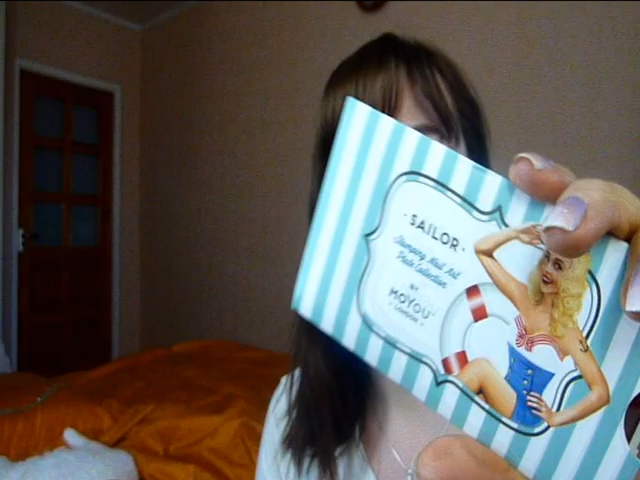 · SAILOR ·
Stamping Nail Art
Plate Collection
BY
MOYOU
LONDON